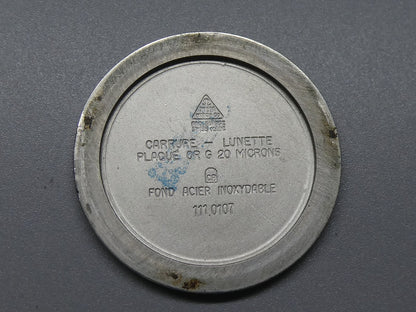 CARRURE — LUNETTE
PLAQUE OR G 20 MICRONS
FOND ACIER INOXYDABLE
111.0107